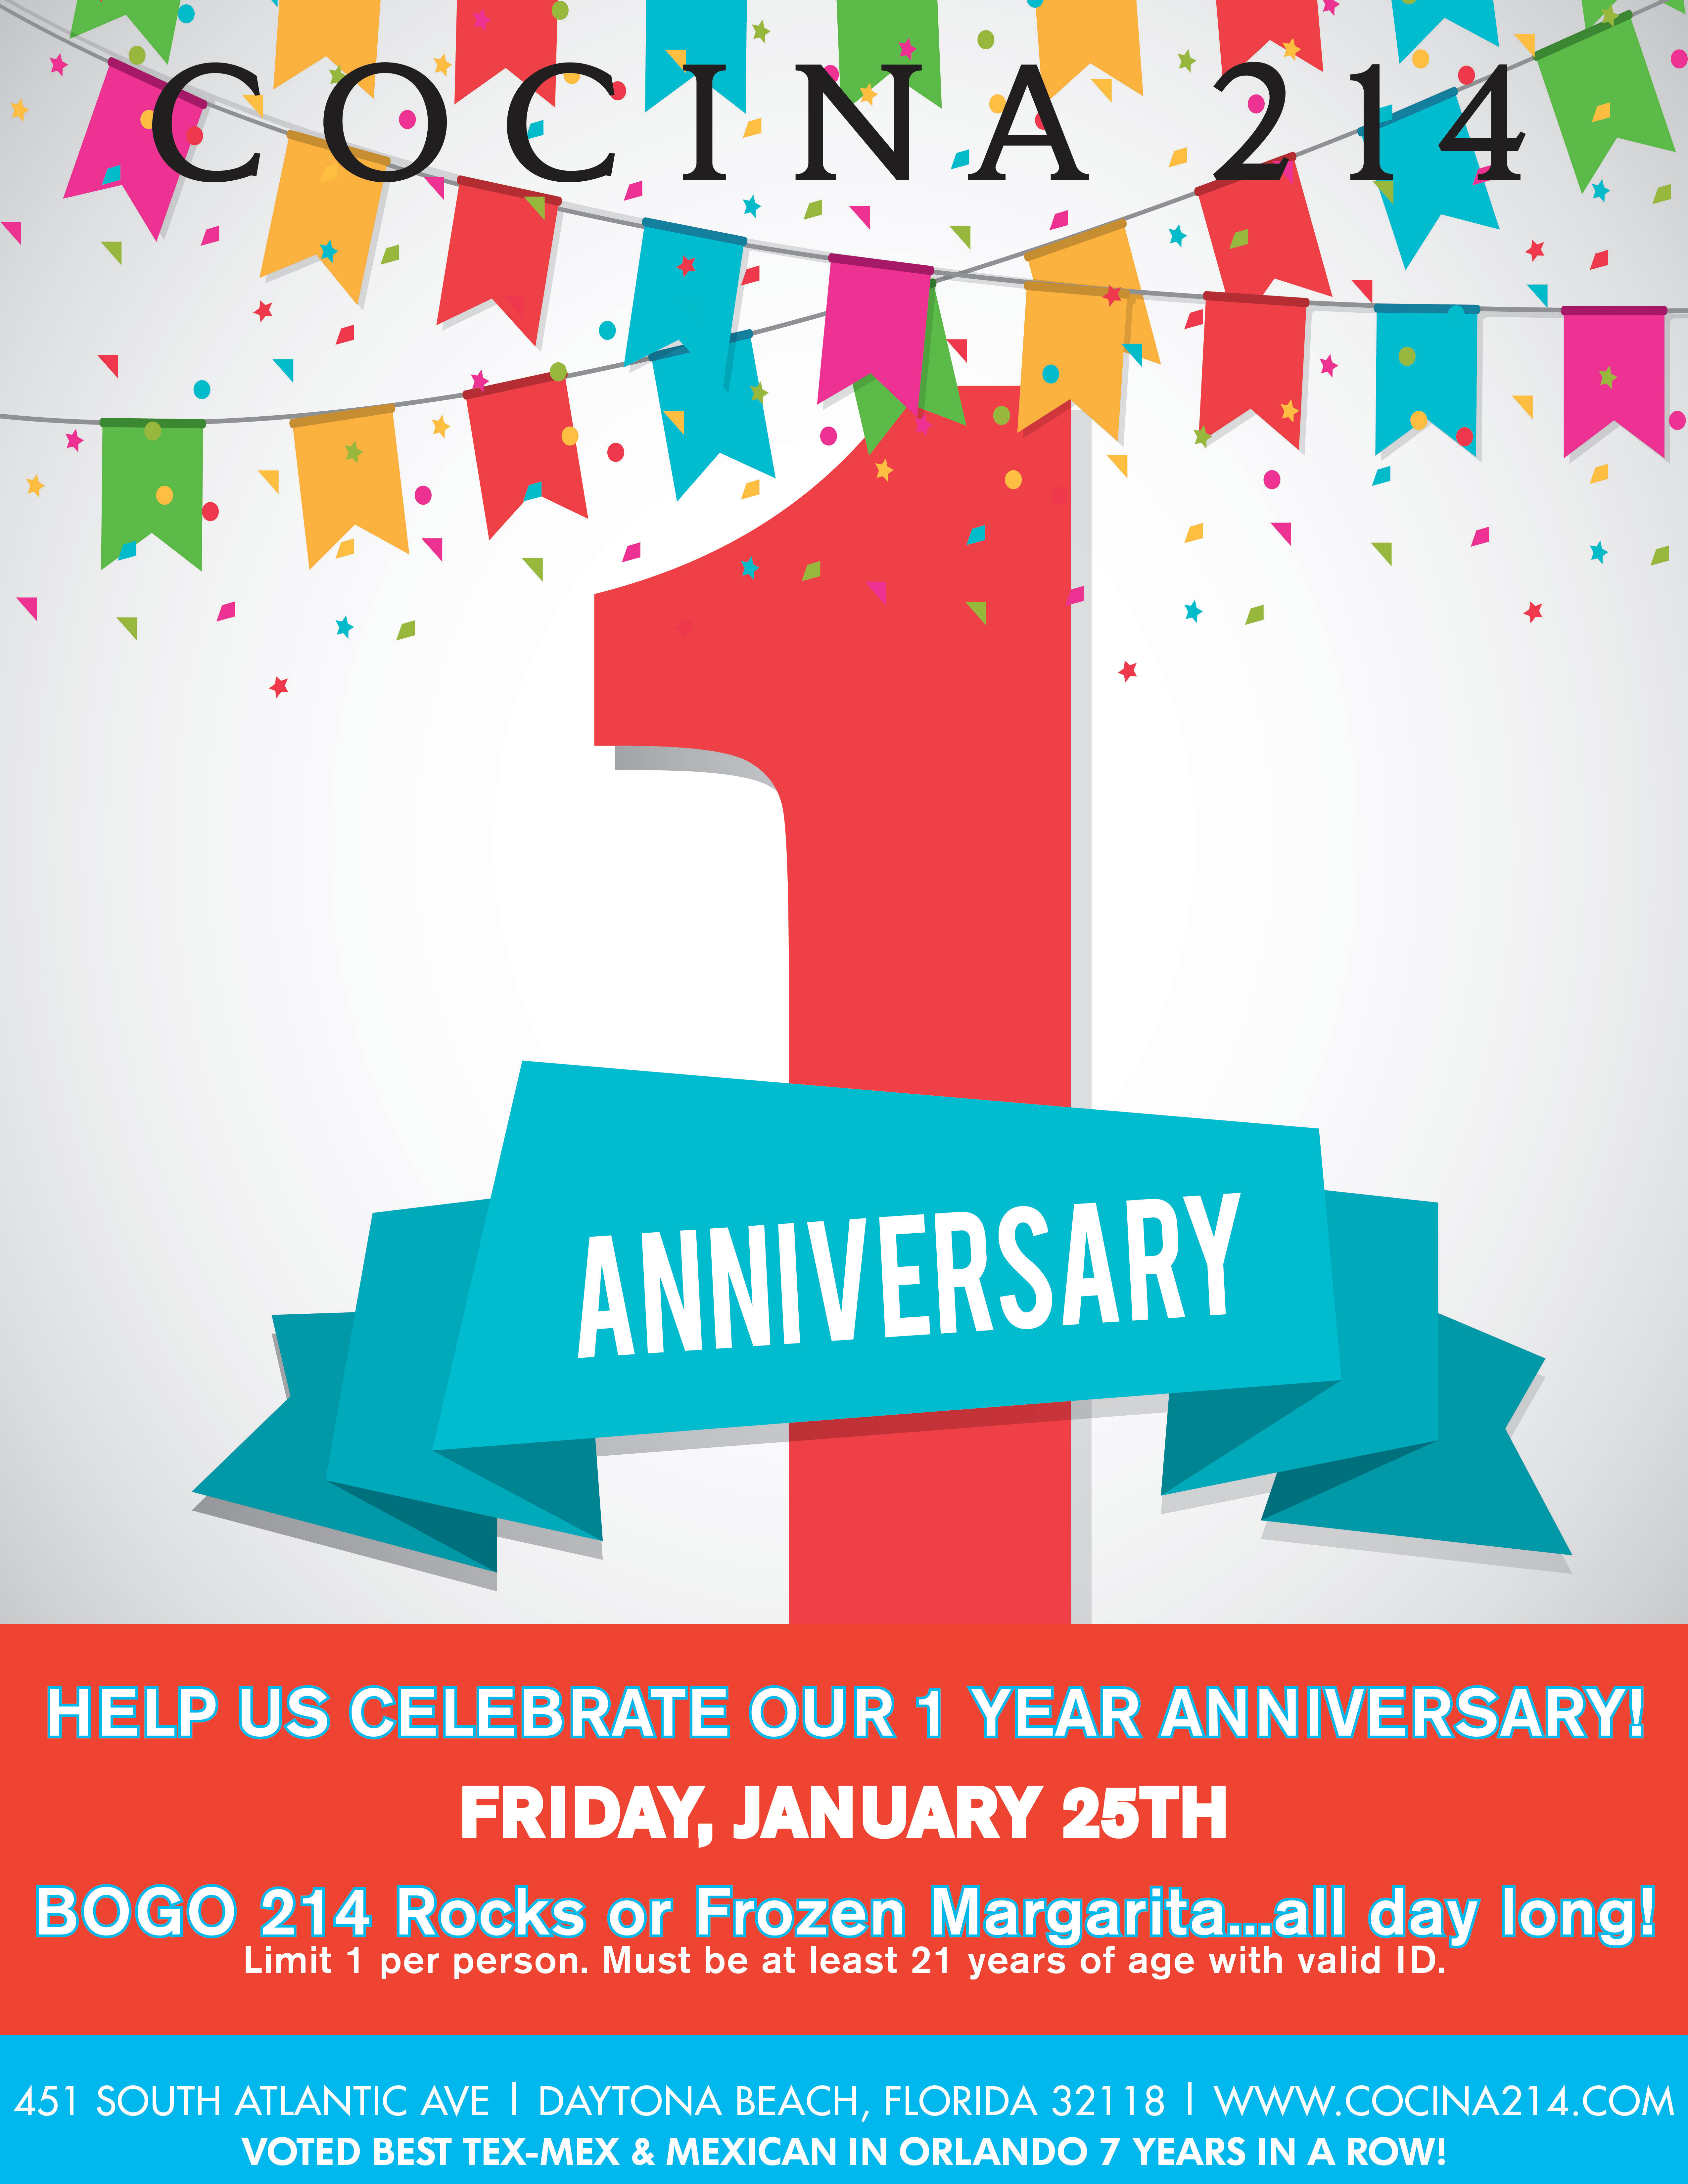 COCINA 214
1
ANNIVERSARY
HELP US CELEBRATE OUR 1 YEAR ANNIVERSARY!
FRIDAY, JANUARY 25TH
BOGO 214 Rocks or Frozen Margarita...all day long!
Limit 1 per person. Must be at least 21 years of age with valid ID.
451 SOUTH ATLANTIC AVE | DAYTONA BEACH, FLORIDA 32118 | WWW.COCINA214.COM
VOTED BEST TEX-MEX & MEXICAN IN ORLANDO 7 YEARS IN A ROW!